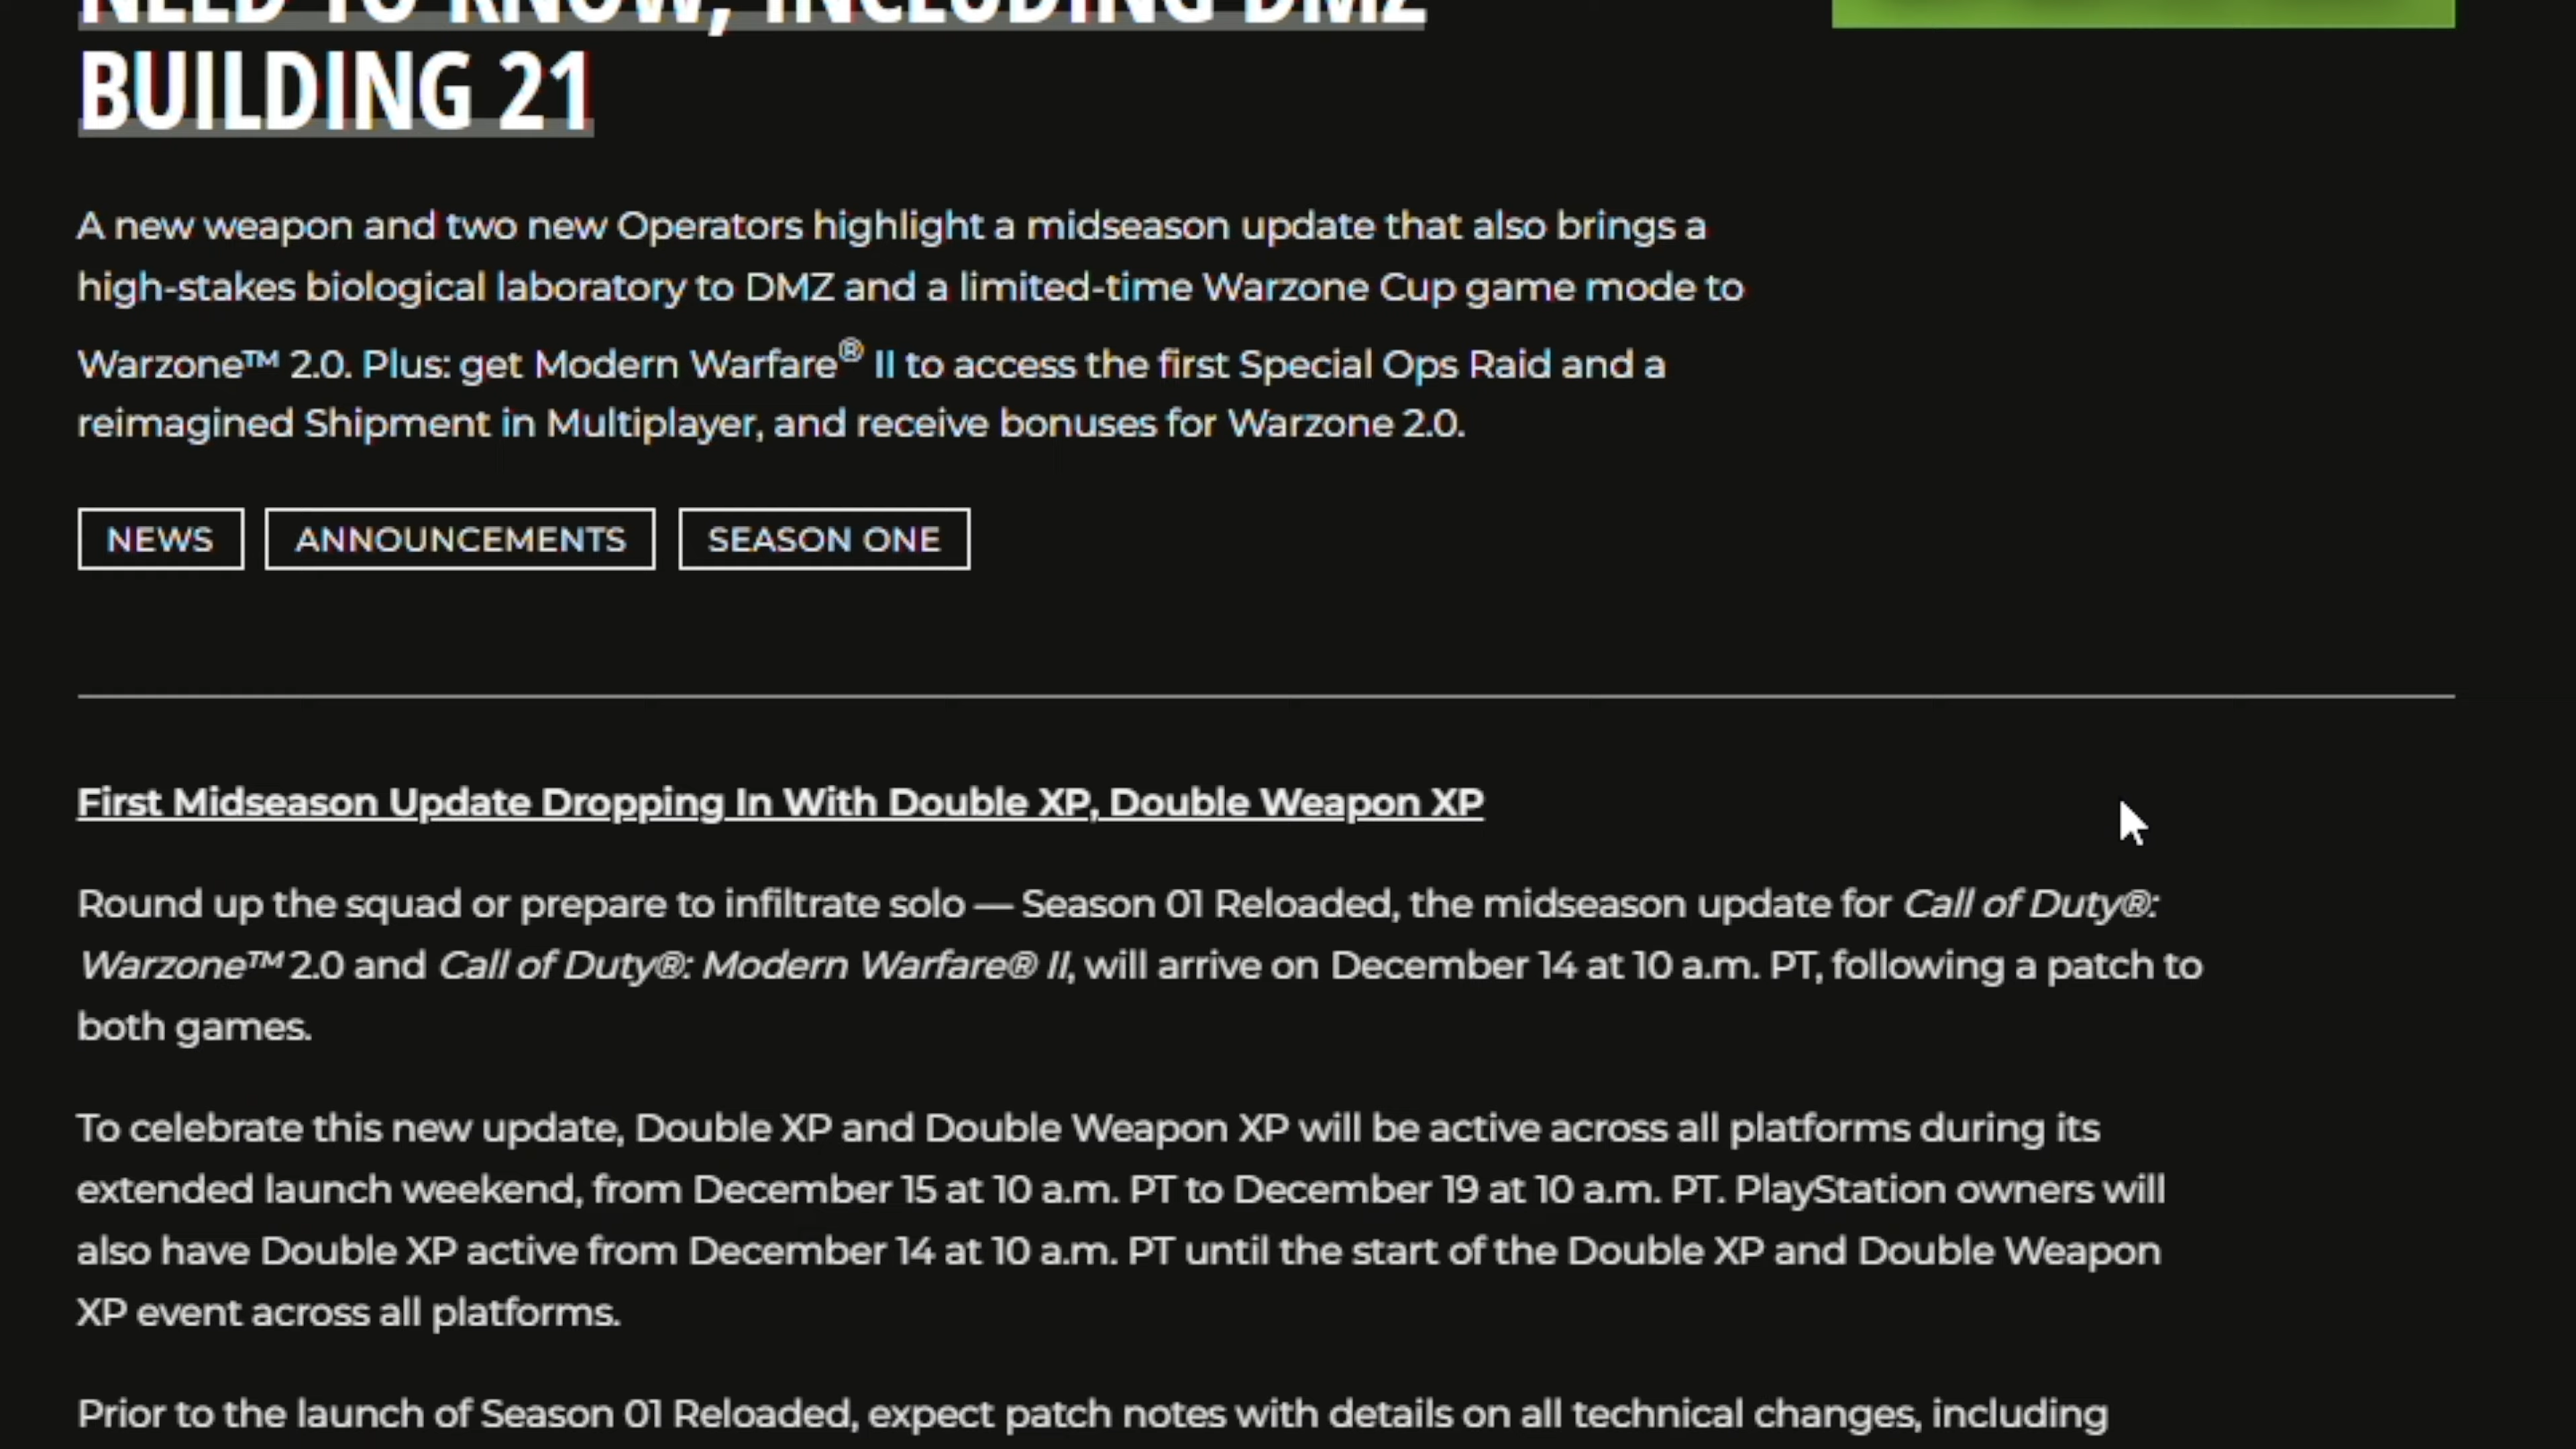 NEED TO KNOW, INCLUDING DMZ
BUILDING 21
A new weapon and two new Operators highlight a midseason update that also brings a
high-stakes biological laboratory to DMZ and a limited-time Warzone Cup game mode to
Warzone™ 2.0. Plus: get Modern Warfare® II to access the first Special Ops Raid and a
reimagined Shipment in Multiplayer, and receive bonuses for Warzone 2.0.
NEWS
ANNOUNCEMENTS
SEASON ONE
First Midseason Update Dropping In With Double XP, Double Weapon XP
Round up the squad or prepare to infiltrate solo — Season 01 Reloaded, the midseason update for Call of Duty®:
Warzone™ 2.0 and Call of Duty®: Modern Warfare® II, will arrive on December 14 at 10 a.m. PT, following a patch to
both games.
To celebrate this new update, Double XP and Double Weapon XP will be active across all platforms during its
extended launch weekend, from December 15 at 10 a.m. PT to December 19 at 10 a.m. PT. PlayStation owners will
also have Double XP active from December 14 at 10 a.m. PT until the start of the Double XP and Double Weapon
XP event across all platforms.
Prior to the launch of Season 01 Reloaded, expect patch notes with details on all technical changes, including